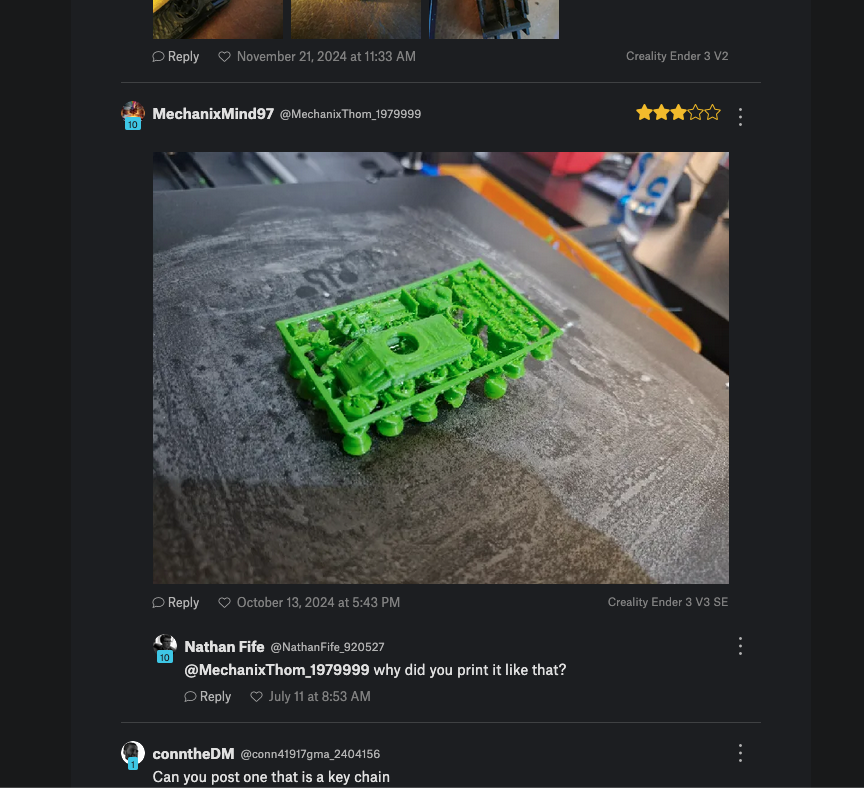 Reply November 21, 2024 at 11:33 AM Creality Ender 3 V2
MechanixMind97 @MechanixThom_1979999
10
Reply October 13, 2024 at 5:43 PM Creality Ender 3 V3 SE
Nathan Fife @NathanFife_920527
10
@MechanixThom_1979999 why did you print it like that?
Reply July 11 at 8:53 AM
conntheDM @conn41917gma_2404156
1
Can you post one that is a key chain